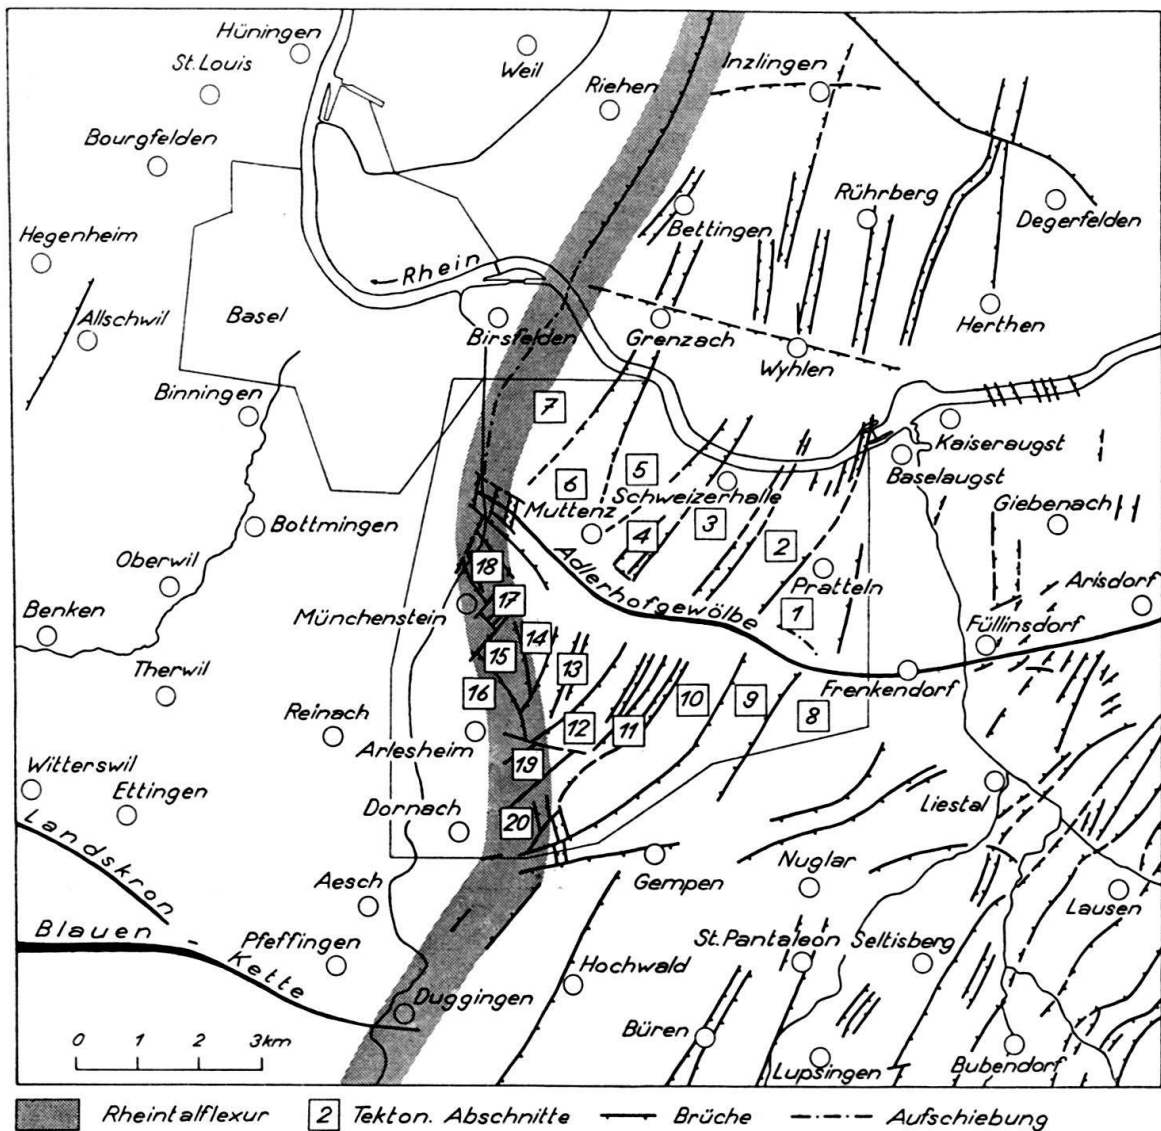 Hüningen
St. Louis
Weil
Inzlingen
Riehen
Bourgfelden
Rührberg
Degerfelden
Bettingen
Hegenheim
Rhein
Allschwil
Basel
Birsfelden
Grenzach
Wyhlen
Herthen
Binningen
7
Kaiseraugst
Baselaugst
5
6
Schweizerhalle
Muttenz
3
Giebenach
Bottmingen
4
2
Oberwil
18
Adlerhofgewölbe
Pratteln
Arisdorf
Benken
Münchenstein
17
1
Füllinsdorf
14
15
13
Therwil
16
Frenkendorf
10
9
8
Reinach
12
11
Arlesheim
19
Witterswil
Ettingen
Liestal
Dornach
20
Landskron
Nuglar
Gempen
Aesch
Lausen
Blauen - Kette
Pfeffingen
St. Pantaleon
Seltisberg
Hochwald
Duggingen
Büren
Bubendorf
Lupsingen
0 1 2 3 km
Rheintalflexur
2 Tekton. Abschnitte
Brüche
Aufschiebung